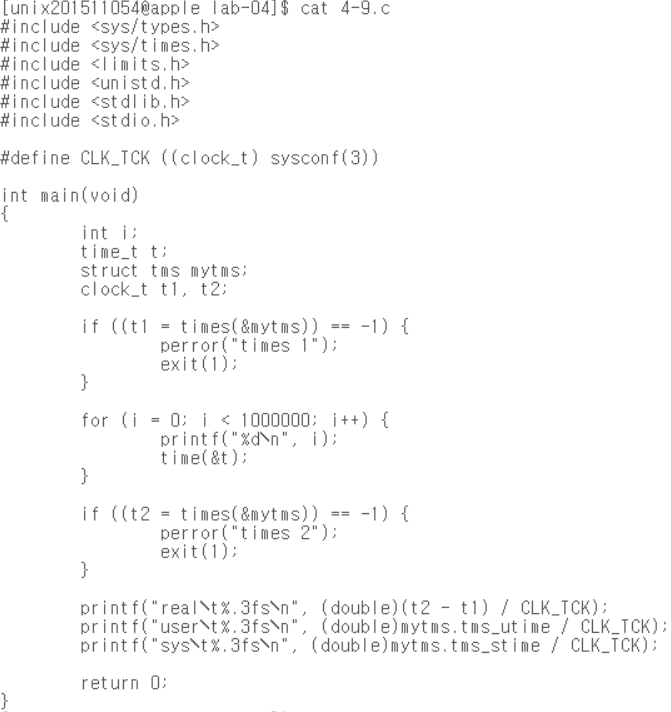 [unix201511054@apple lab-04]$ cat 4-9.c
#include <sys/types.h>
#include <sys/times.h>
#include <limits.h>
#include <unistd.h>
#include <stdlib.h>
#include <stdio.h>

#define CLK_TCK ((clock_t) sysconf(3))

int main(void)
{
        int i;
        time_t t;
        struct tms mytms;
        clock_t t1, t2;

        if ((t1 = times(&mytms)) == -1) {
                perror("times 1");
                exit(1);
        }

        for (i = 0; i < 1000000; i++) {
                printf("%d\n", i);
                time(&t);
        }

        if ((t2 = times(&mytms)) == -1) {
                perror("times 2");
                exit(1);
        }

        printf("real\t%.3fs\n", (double)(t2 - t1) / CLK_TCK);
        printf("user\t%.3fs\n", (double)mytms.tms_utime / CLK_TCK);
        printf("sys\t%.3fs\n", (double)mytms.tms_stime / CLK_TCK);

        return 0;
}